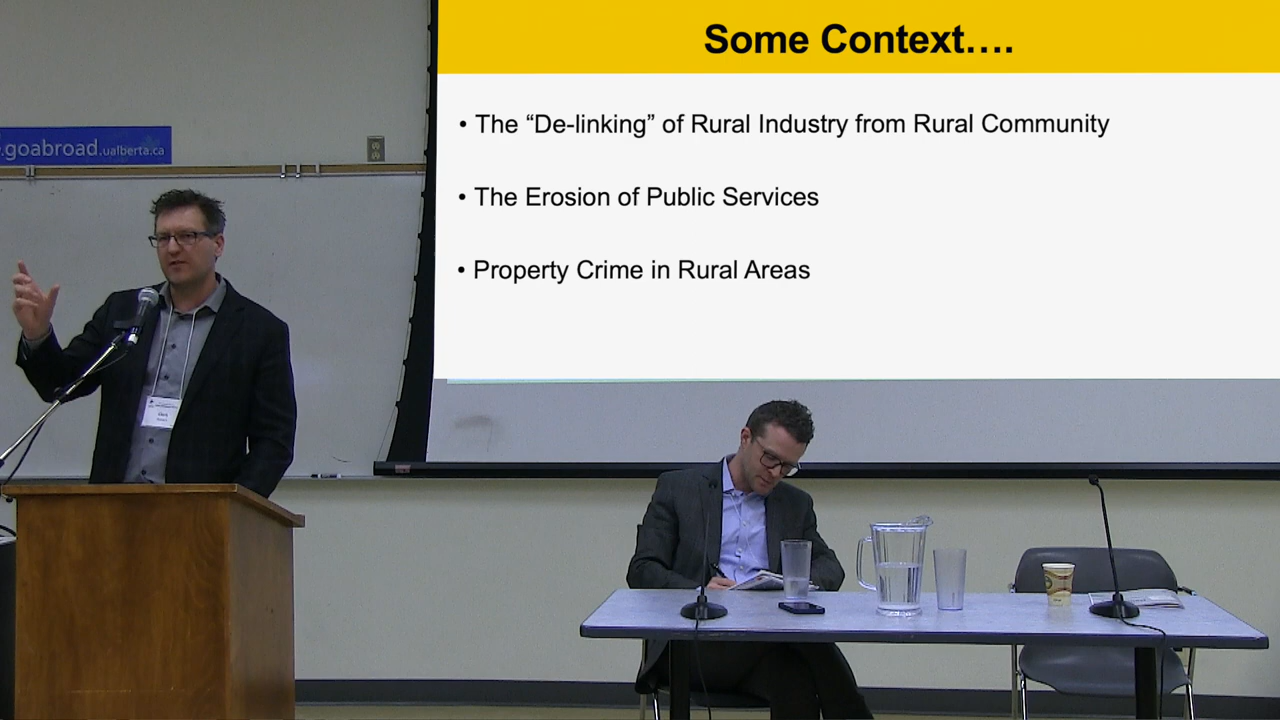 Some Context….
• The “De-linking” of Rural Industry from Rural Community
• The Erosion of Public Services
• Property Crime in Rural Areas
goabroad.ualberta.ca